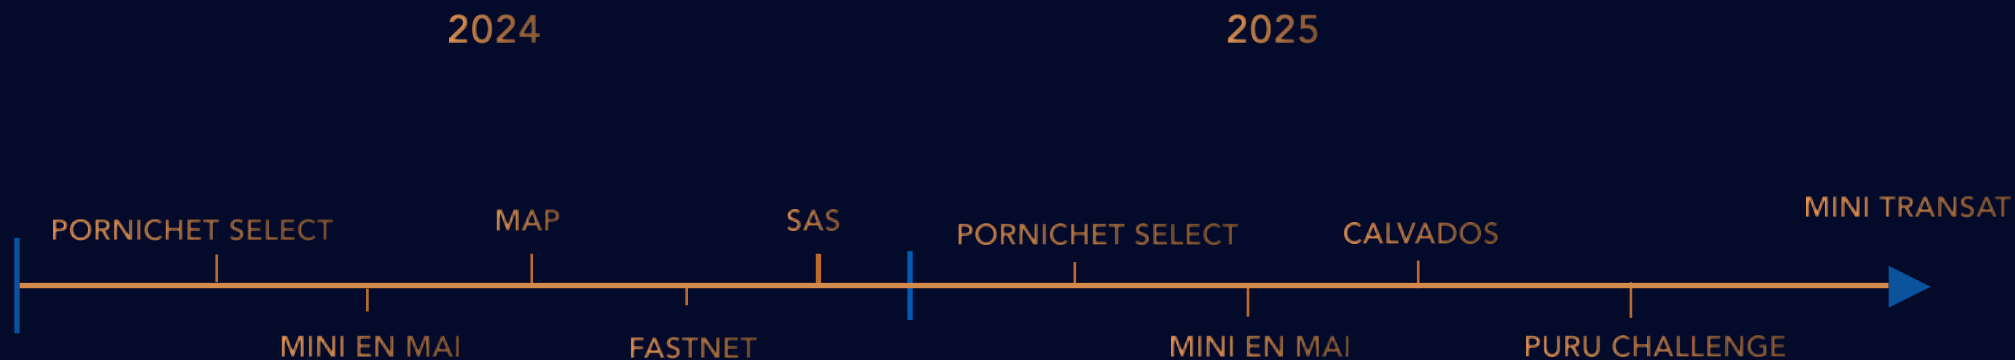 2024
2025
PORNICHET SELECT
MINI EN MAI
MAP
FASTNET
SAS
PORNICHET SELECT
MINI EN MAI
CALVADOS
PURU CHALLENGE
MINI TRANSAT